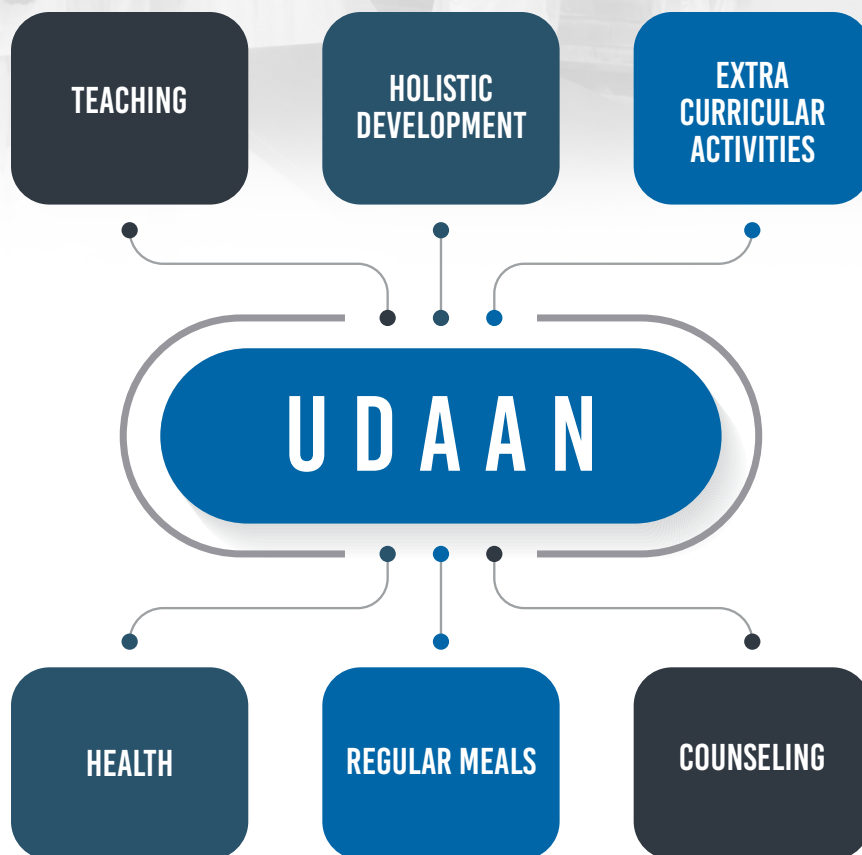 TEACHING
HOLISTIC
DEVELOPMENT
EXTRA
CURRICULAR
ACTIVITIES
UDAAN
HEALTH
REGULAR MEALS
COUNSELING